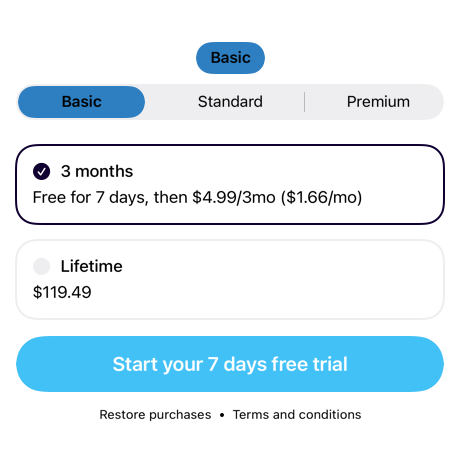 Basic
Basic Standard Premium
3 months
Free for 7 days, then $4.99/3mo ($1.66/mo)
Lifetime
$119.49
Start your 7 days free trial
Restore purchases • Terms and conditions